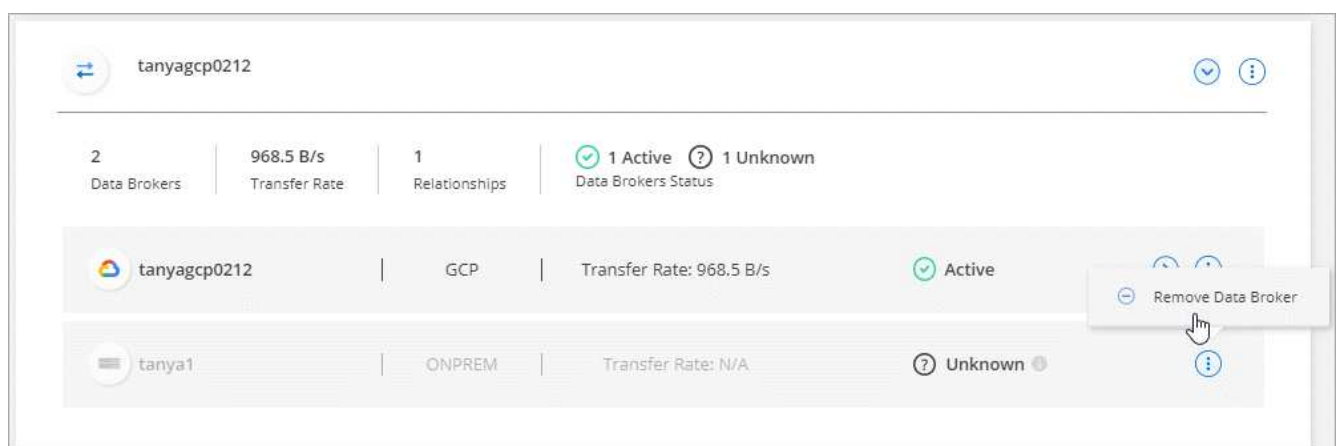 tanyagcp0212
2
Data Brokers
968.5 B/s
Transfer Rate
1
Relationships
1 Active 1 Unknown
Data Brokers Status
tanyagcp0212 GCP Transfer Rate: 968.5 B/s Active
Remove Data Broker
tanya1 ONPREM Transfer Rate: N/A Unknown